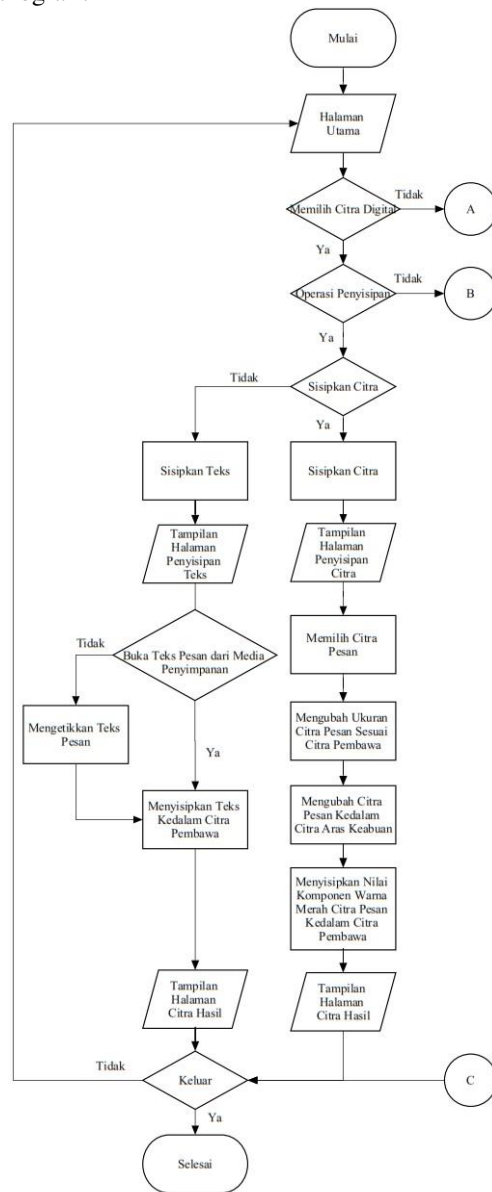 Mulai
Halaman
Utama
Memilih Citra Digital
Tidak
A
Ya
Operasi Penyisipan
Tidak
B
Ya
Sisipkan Citra
Tidak
Ya
Sisipkan Teks
Sisipkan Citra
Tampilan
Halaman
Penyisipan
Teks
Tampilan
Halaman
Penyisipan
Citra
Buka Teks Pesan dari Media
Penyimpanan
Tidak
Ya
Mengetikkan Teks
Pesan
Menyisipkan Teks
Kedalam Citra
Pembawa
Memilih Citra
Pesan
Mengubah Ukuran
Citra Pesan Sesuai
Citra Pembawa
Mengubah Citra
Pesan Kedalam
Citra Aras Keabuan
Menyisipkan Nilai
Komponen Warna
Merah Citra Pesan
Kedalam Citra
Pembawa
Tampilan
Halaman
Citra Hasil
Tampilan
Halaman
Citra Hasil
Tidak
Keluar
C
Ya
Selesai